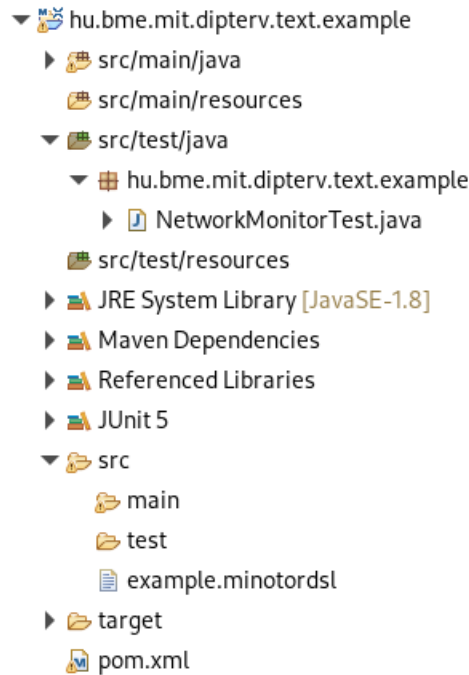 hu.bme.mit.dipterv.text.example
src/main/java
src/main/resources
src/test/java
hu.bme.mit.dipterv.text.example
NetworkMonitorTest.java
src/test/resources
JRE System Library [JavaSE-1.8]
Maven Dependencies
Referenced Libraries
JUnit 5
src
main
test
example.minotordsl
target
pom.xml